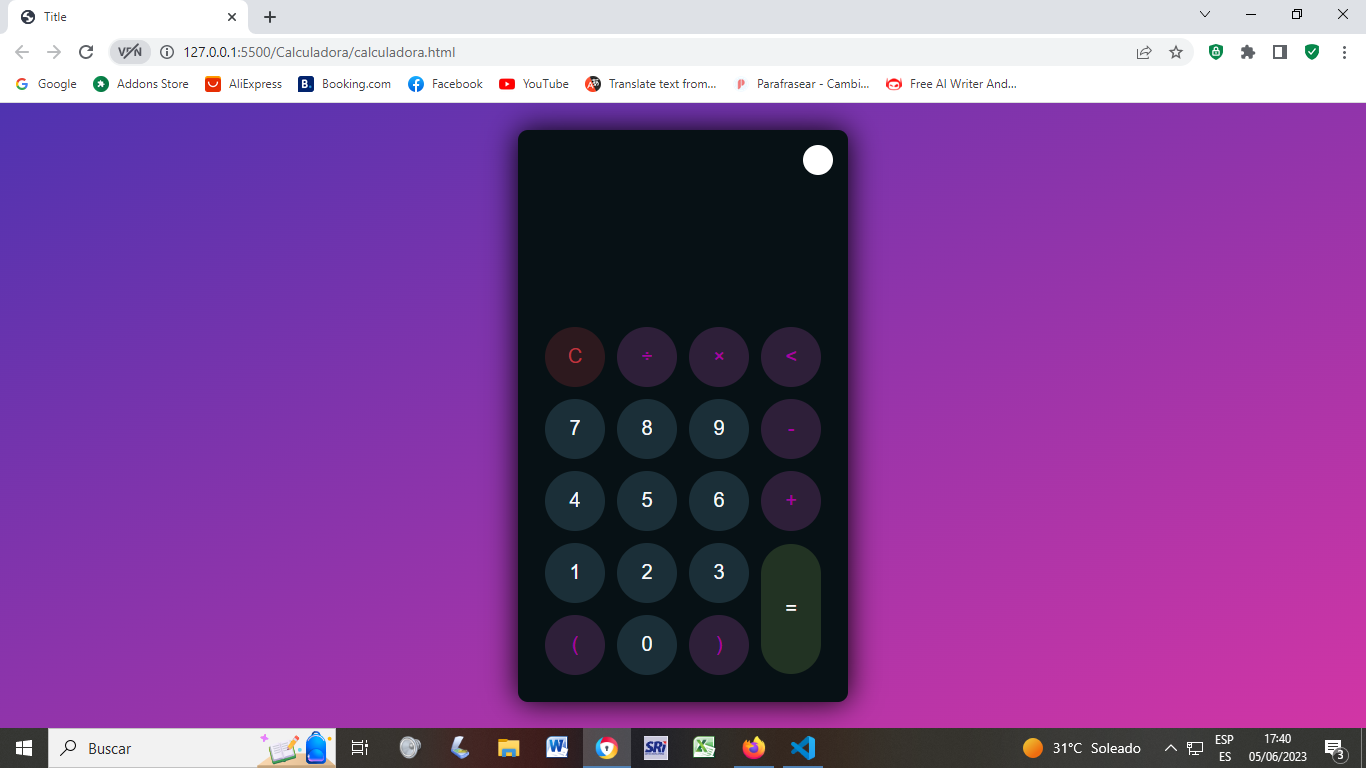 Title
VPN
127.0.0.1:5500/Calculadora/calculadora.html
Google
Addons Store
B.
Booking.com
AliExpress
Facebook
YouTube
Translate text from...
Parafrasear - Cambi...
Free AI Writer And...
C ÷ × <
7 8 9 -
4 5 6 +
1 2 3
=
( 0 )
Buscar
SRi
31°C Soleado
ESP
ES
17:40
05/06/2023
3